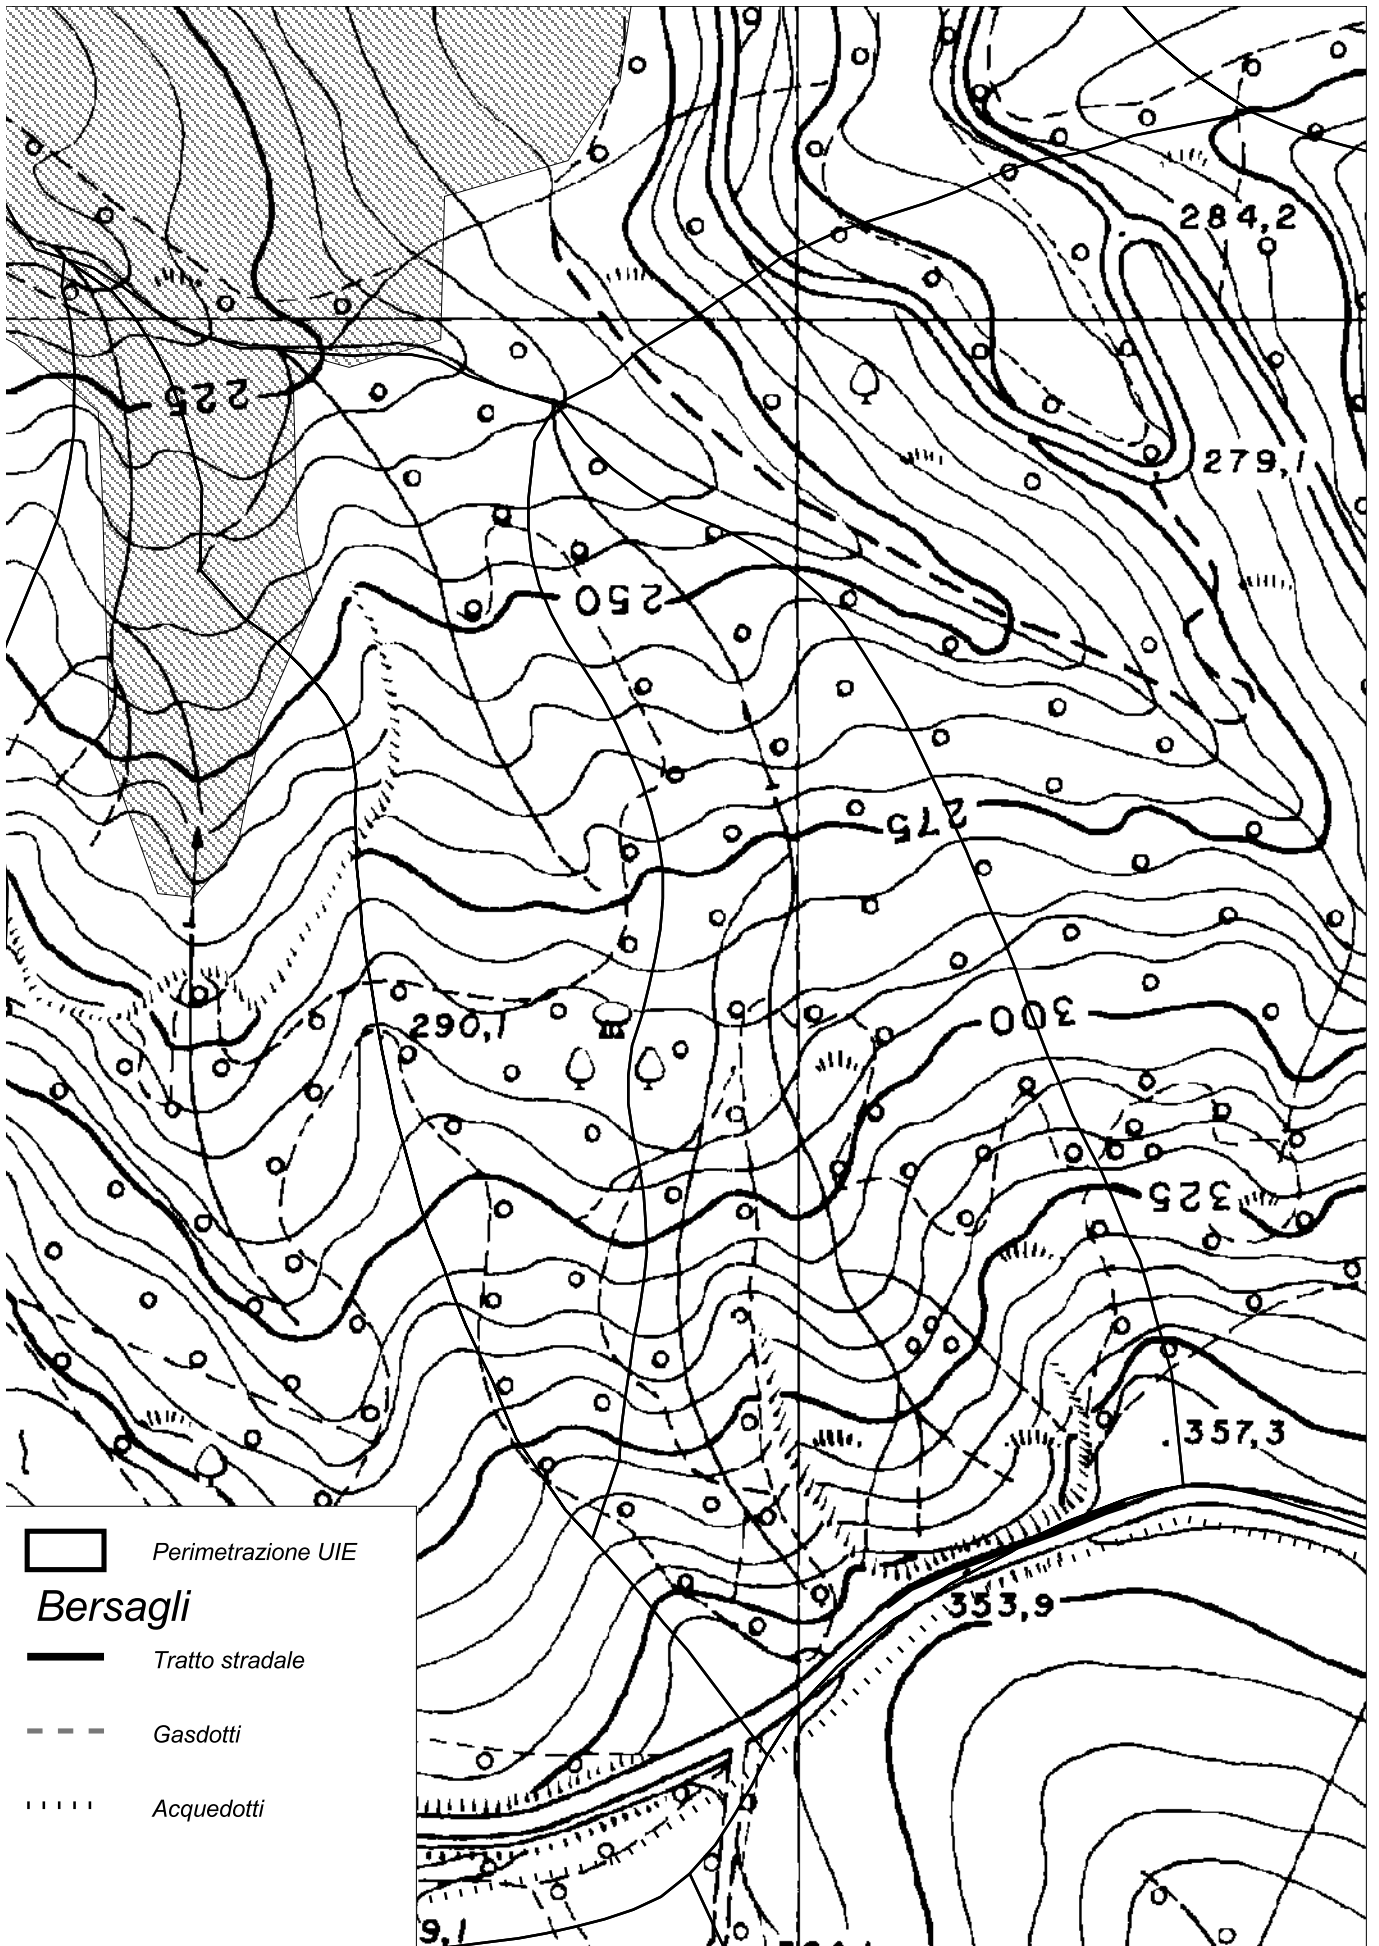 284,2
225
279,1
250
275
300
290,1
325
357,3
Perimetrazione UIE
Bersagli
353,9
Tratto stradale
Gasdotti
Acquedotti
9,1